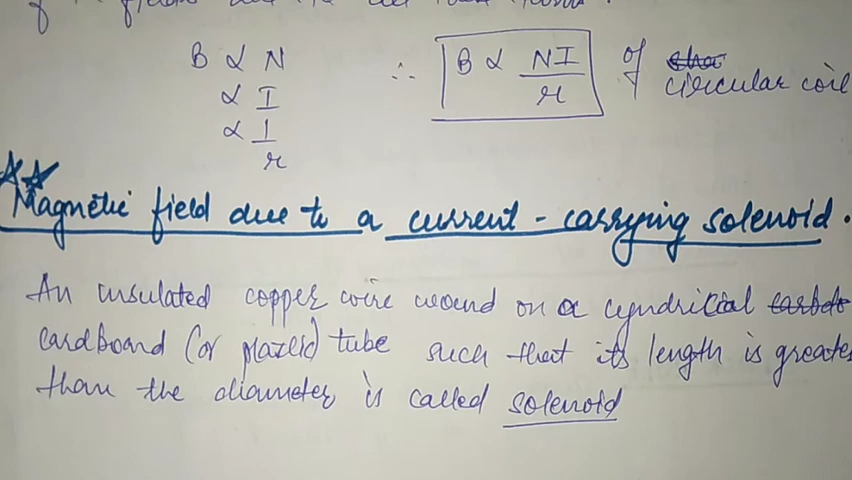 B ∝ N ∴ B ∝ NI/r of circular coil
∝ I
∝ 1/r
Magnetic field due to a current - carrying solenoid.
An insulated copper wire wound on a cyndrical
cardboard (or plastic) tube such that its length is greater
than the diameter is called solenoid